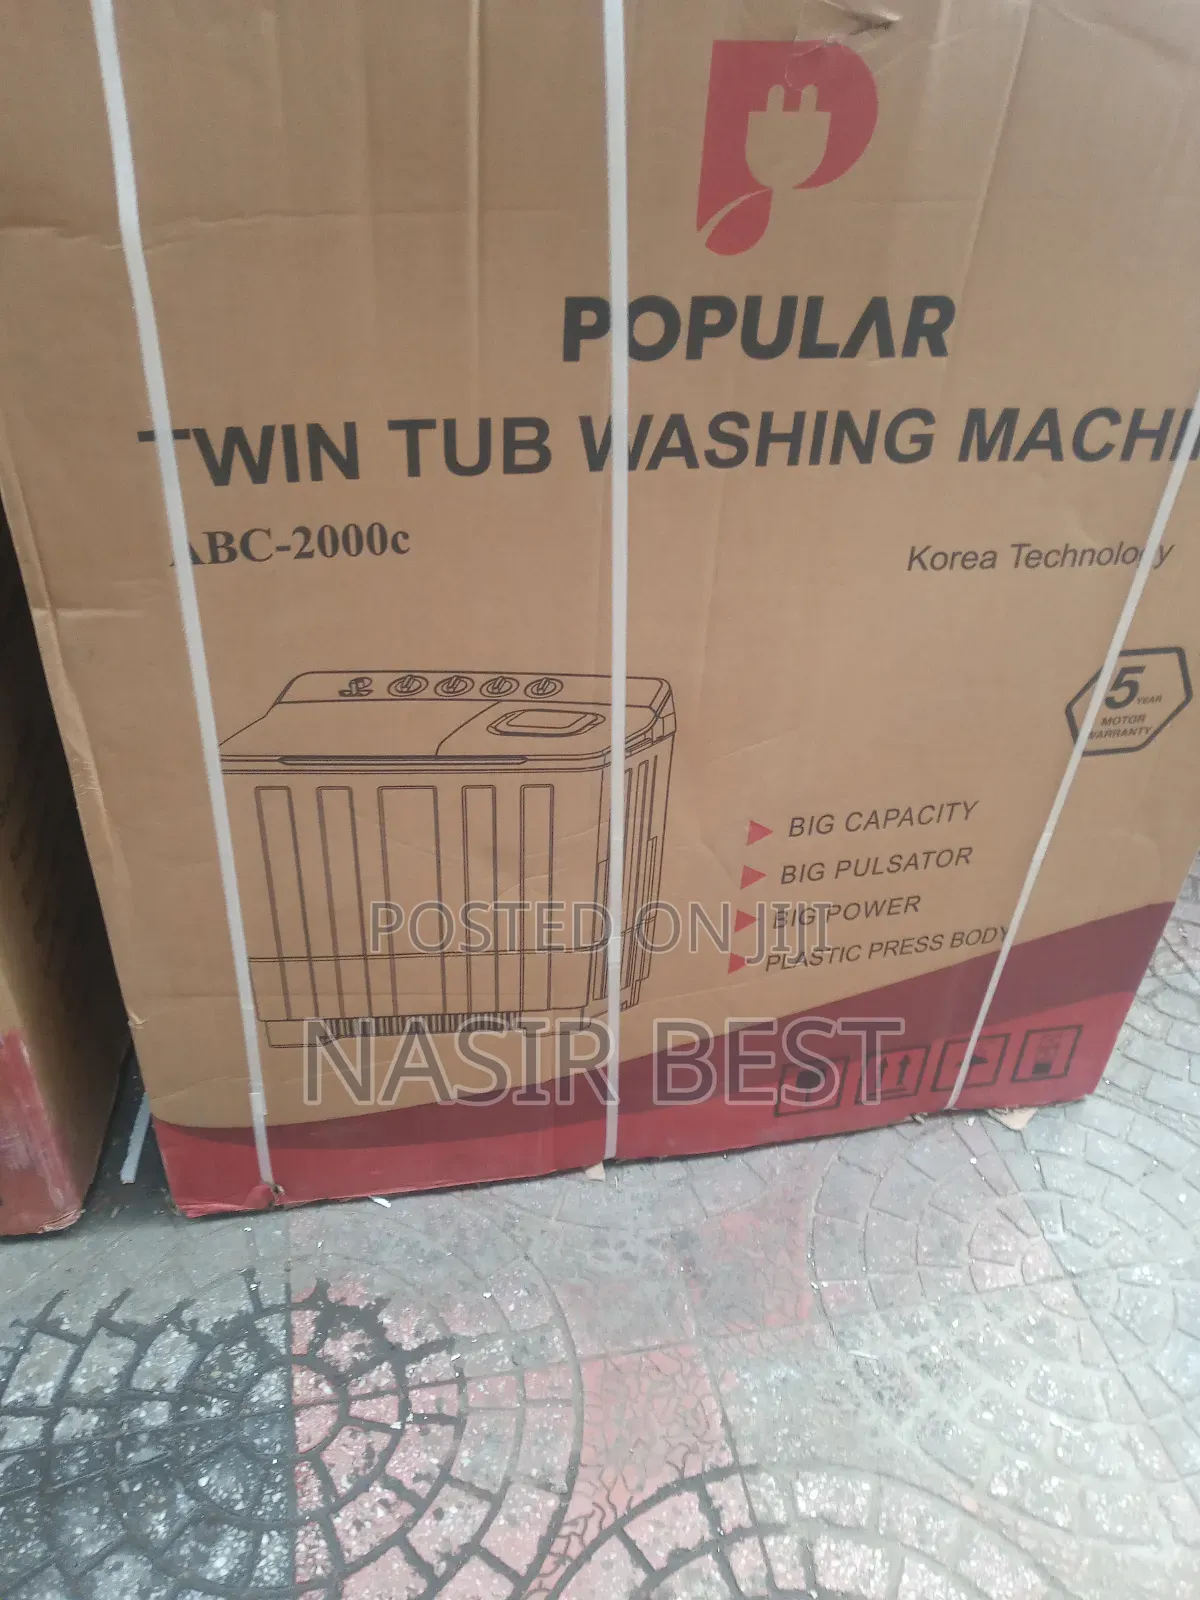 POPULAR
TWIN TUB WASHING MACHI
ABC-2000c
Korea Technology
5 YEAR
MOTOR
WARRANTY
BIG CAPACITY
BIG PULSATOR
BIG POWER
PLASTIC PRESS BODY
POSTED ON JIJI
NASIR BEST